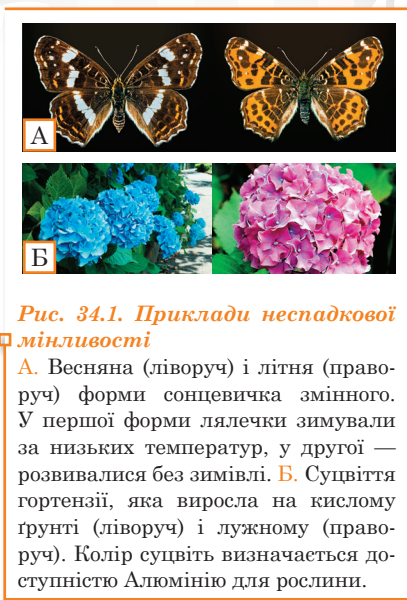 А
Б
Рис. 34.1. Приклади неспадкової
мінливості
А. Весняна (ліворуч) і літня (право-
руч) форми сонцевичка змінного.
У першої форми лялечки зимували
за низьких температур, у другої —
розвивалися без зимівлі. Б. Суцвіття
гортензії, яка виросла на кислому
ґрунті (ліворуч) і лужному (право-
руч). Колір суцвіть визначається до-
ступністю Алюмінію для рослини.